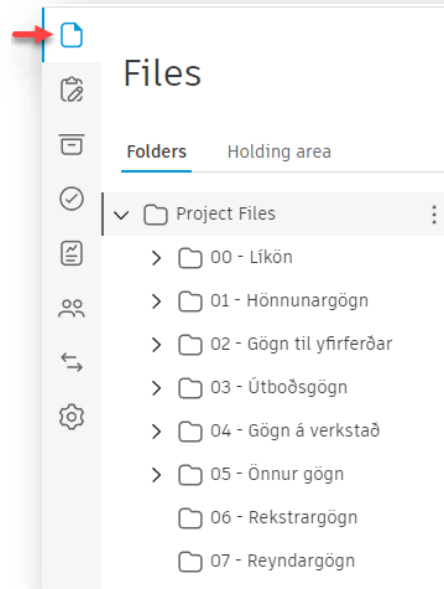 Files
Folders Holding area
Project Files
00 - Líkön
01 - Hönnunargögn
02 - Gögn til yfirferðar
03 - Útboðsgögn
04 - Gögn á verkstað
05 - Önnur gögn
06 - Rekstrargögn
07 - Reyndargögn